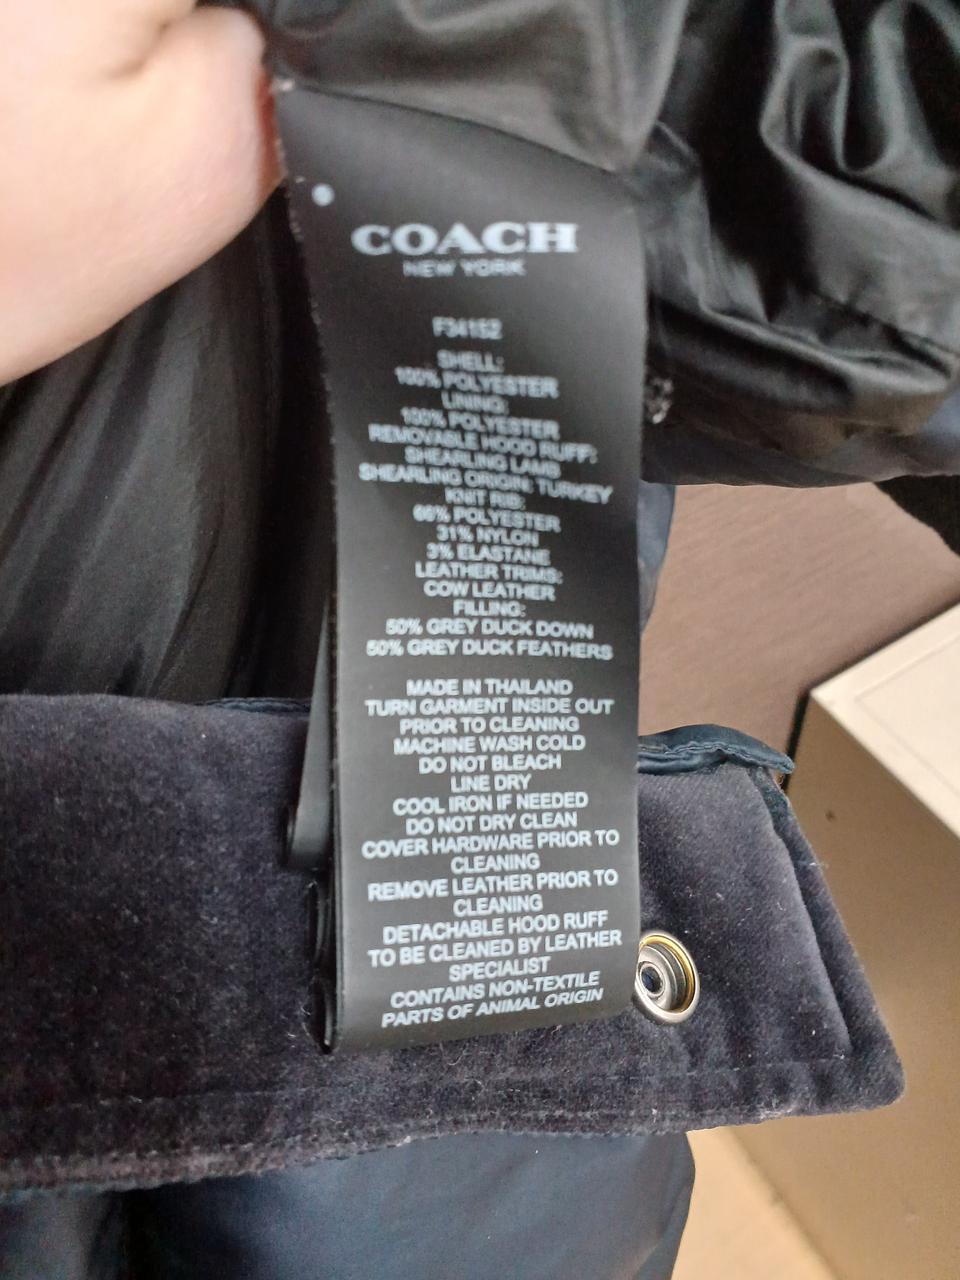 COACH
NEW YORK
F34152
SHELL:
100% POLYESTER
LINING:
100% POLYESTER
REMOVABLE HOOD RUFF:
SHEARLING LAMB
SHEARLING ORIGIN: TURKEY
KNIT RIB:
66% POLYESTER
31% NYLON
3% ELASTANE
LEATHER TRIMS:
COW LEATHER
FILLING:
50% GREY DUCK DOWN
50% GREY DUCK FEATHERS
MADE IN THAILAND
TURN GARMENT INSIDE OUT
PRIOR TO CLEANING
MACHINE WASH COLD
DO NOT BLEACH
LINE DRY
COOL IRON IF NEEDED
DO NOT DRY CLEAN
COVER HARDWARE PRIOR TO
CLEANING
REMOVE LEATHER PRIOR TO
CLEANING
DETACHABLE HOOD RUFF
TO BE CLEANED BY LEATHER
SPECIALIST
CONTAINS NON-TEXTILE
PARTS OF ANIMAL ORIGIN